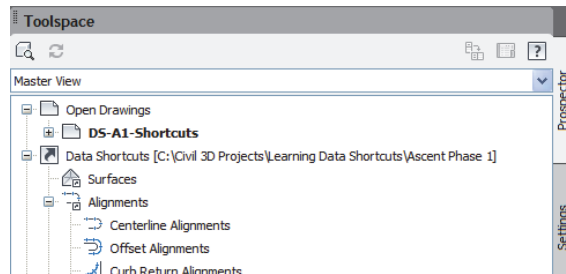 Toolspace
Master View
Open Drawings
DS-A1-Shortcuts
Data Shortcuts [C:\Civil 3D Projects\Learning Data Shortcuts\Ascent Phase 1]
Surfaces
Alignments
Centerline Alignments
Offset Alignments
Curb Return Alignments
Prospector
Settings